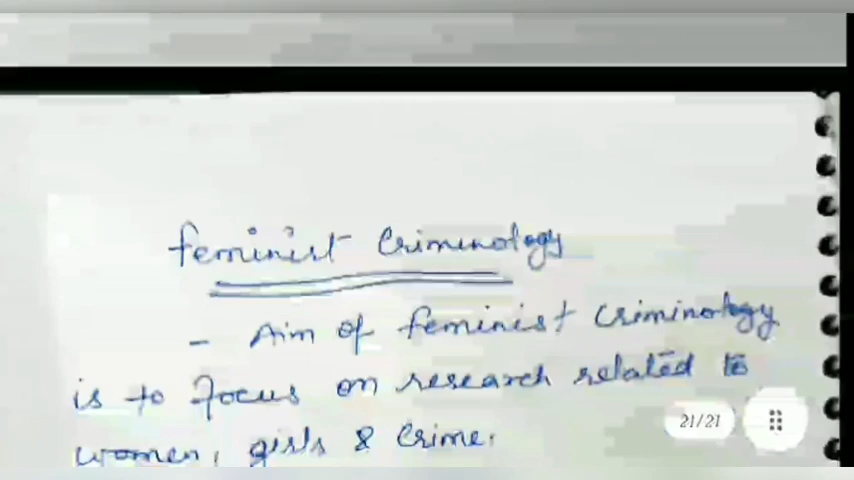 Feminist Criminology
- Aim of feminist Criminology
is to focus on research related to
women, girls & Crime.
21/21